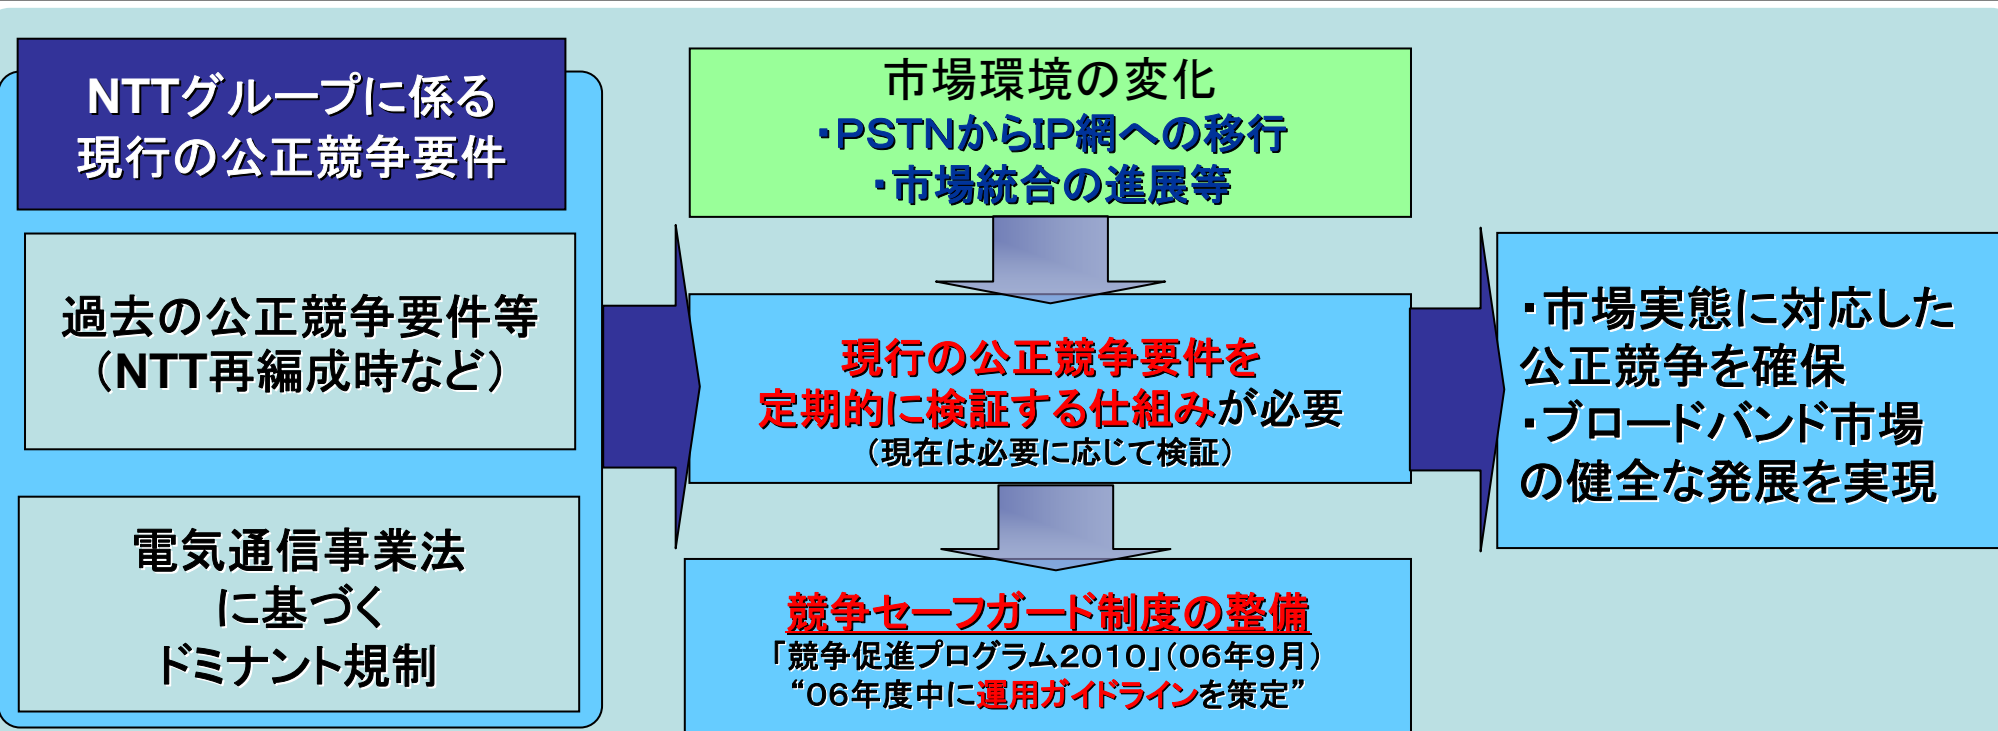 NTTグループに係る
現行の公正競争要件
過去の公正競争要件等
（NTT再編成時など）
電気通信事業法
に基づく
ドミナント規制
市場環境の変化
・PSTNからIP網への移行
・市場統合の進展等
現行の公正競争要件を
定期的に検証する仕組みが必要
（現在は必要に応じて検証）
競争セーフガード制度の整備
「競争促進プログラム２０１０」（０６年９月）
“０６年度中に運用ガイドラインを策定”
・市場実態に対応した
公正競争を確保
・ブロードバンド市場
の健全な発展を実現